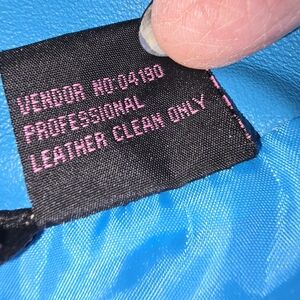 VENDOR NO:04190
PROFESSIONAL
LEATHER CLEAN ONLY